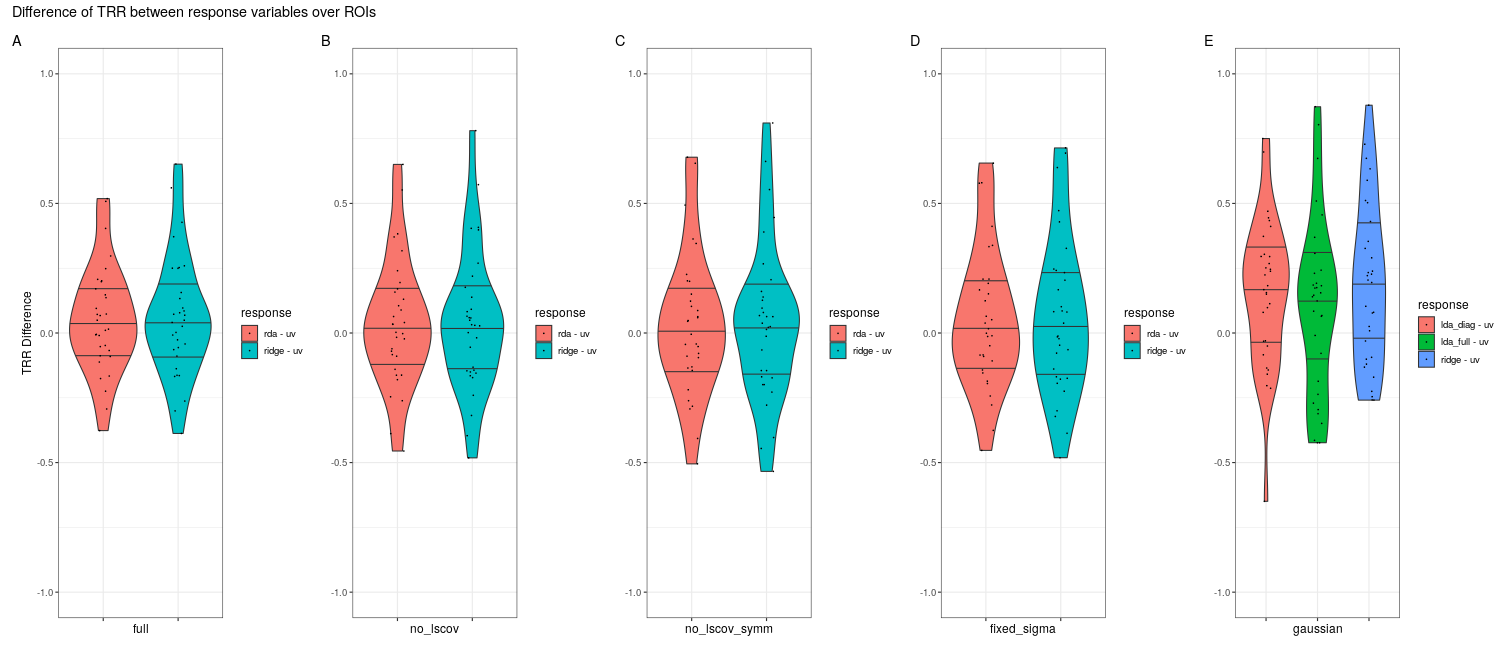 Difference of TRR between response variables over ROIs
A
B
C
D
E
TRR Difference
1.0
0.5
0.0
-0.5
-1.0
full
response
rda - uv
ridge - uv
1.0
0.5
0.0
-0.5
-1.0
no_lscov
response
rda - uv
ridge - uv
1.0
0.5
0.0
-0.5
-1.0
no_lscov_symm
response
rda - uv
ridge - uv
1.0
0.5
0.0
-0.5
-1.0
fixed_sigma
response
rda - uv
ridge - uv
1.0
0.5
0.0
-0.5
-1.0
gaussian
response
lda_diag - uv
lda_full - uv
ridge - uv